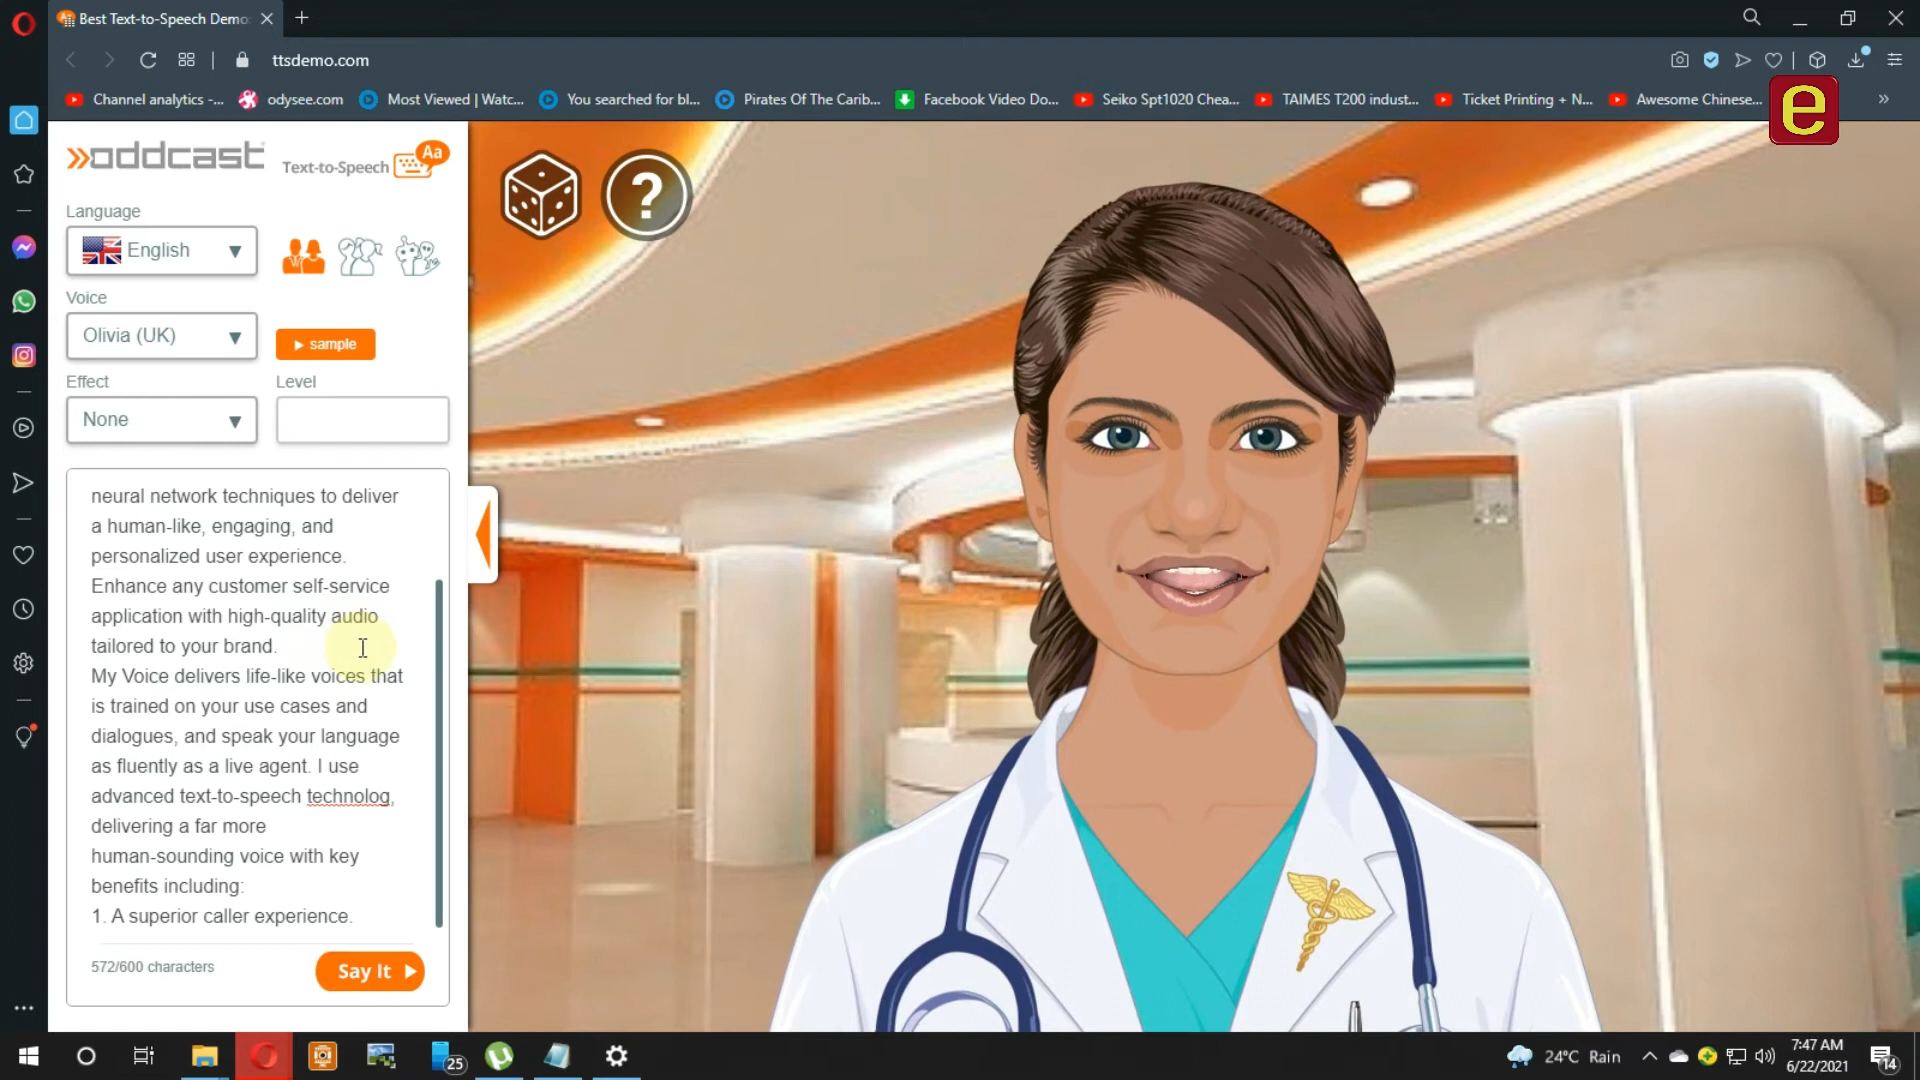 Best Text-to-Speech Demo:
ttsdemo.com
Channel analytics -...
odysee.com
Most Viewed | Watc...
You searched for bl...
Pirates Of The Carib...
Facebook Video Do...
Seiko Spt1020 Chea...
TAIMES T200 indust...
Ticket Printing + N...
Awesome Chinese...
e
oddcast
Text-to-Speech
Aa
Language
English
Voice
Olivia (UK)
sample
Effect
Level
None
neural network techniques to deliver
a human-like, engaging, and
personalized user experience.
Enhance any customer self-service
application with high-quality audio
tailored to your brand.
My Voice delivers life-like voices that
is trained on your use cases and
dialogues, and speak your language
as fluently as a live agent. I use
advanced text-to-speech technolog,
delivering a far more
human-sounding voice with key
benefits including:
1. A superior caller experience.
572/600 characters
Say It
?
25
24°C Rain
7:47 AM
6/22/2021
14